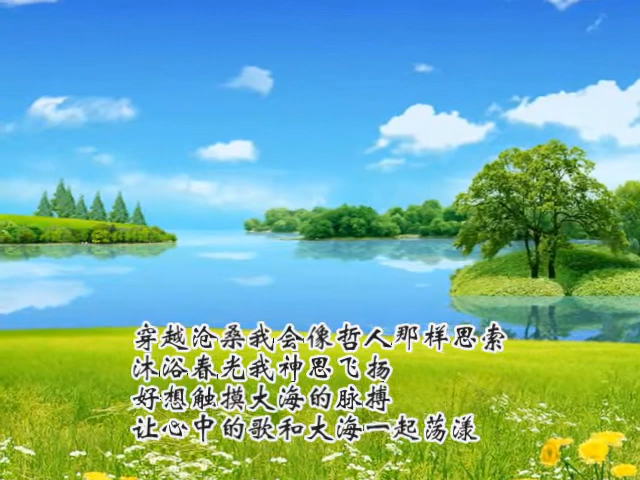 穿越沧桑我会像哲人那样思索
沐浴春光我神思飞扬
好想触摸大海的脉搏
让心中的歌和大海一起荡漾